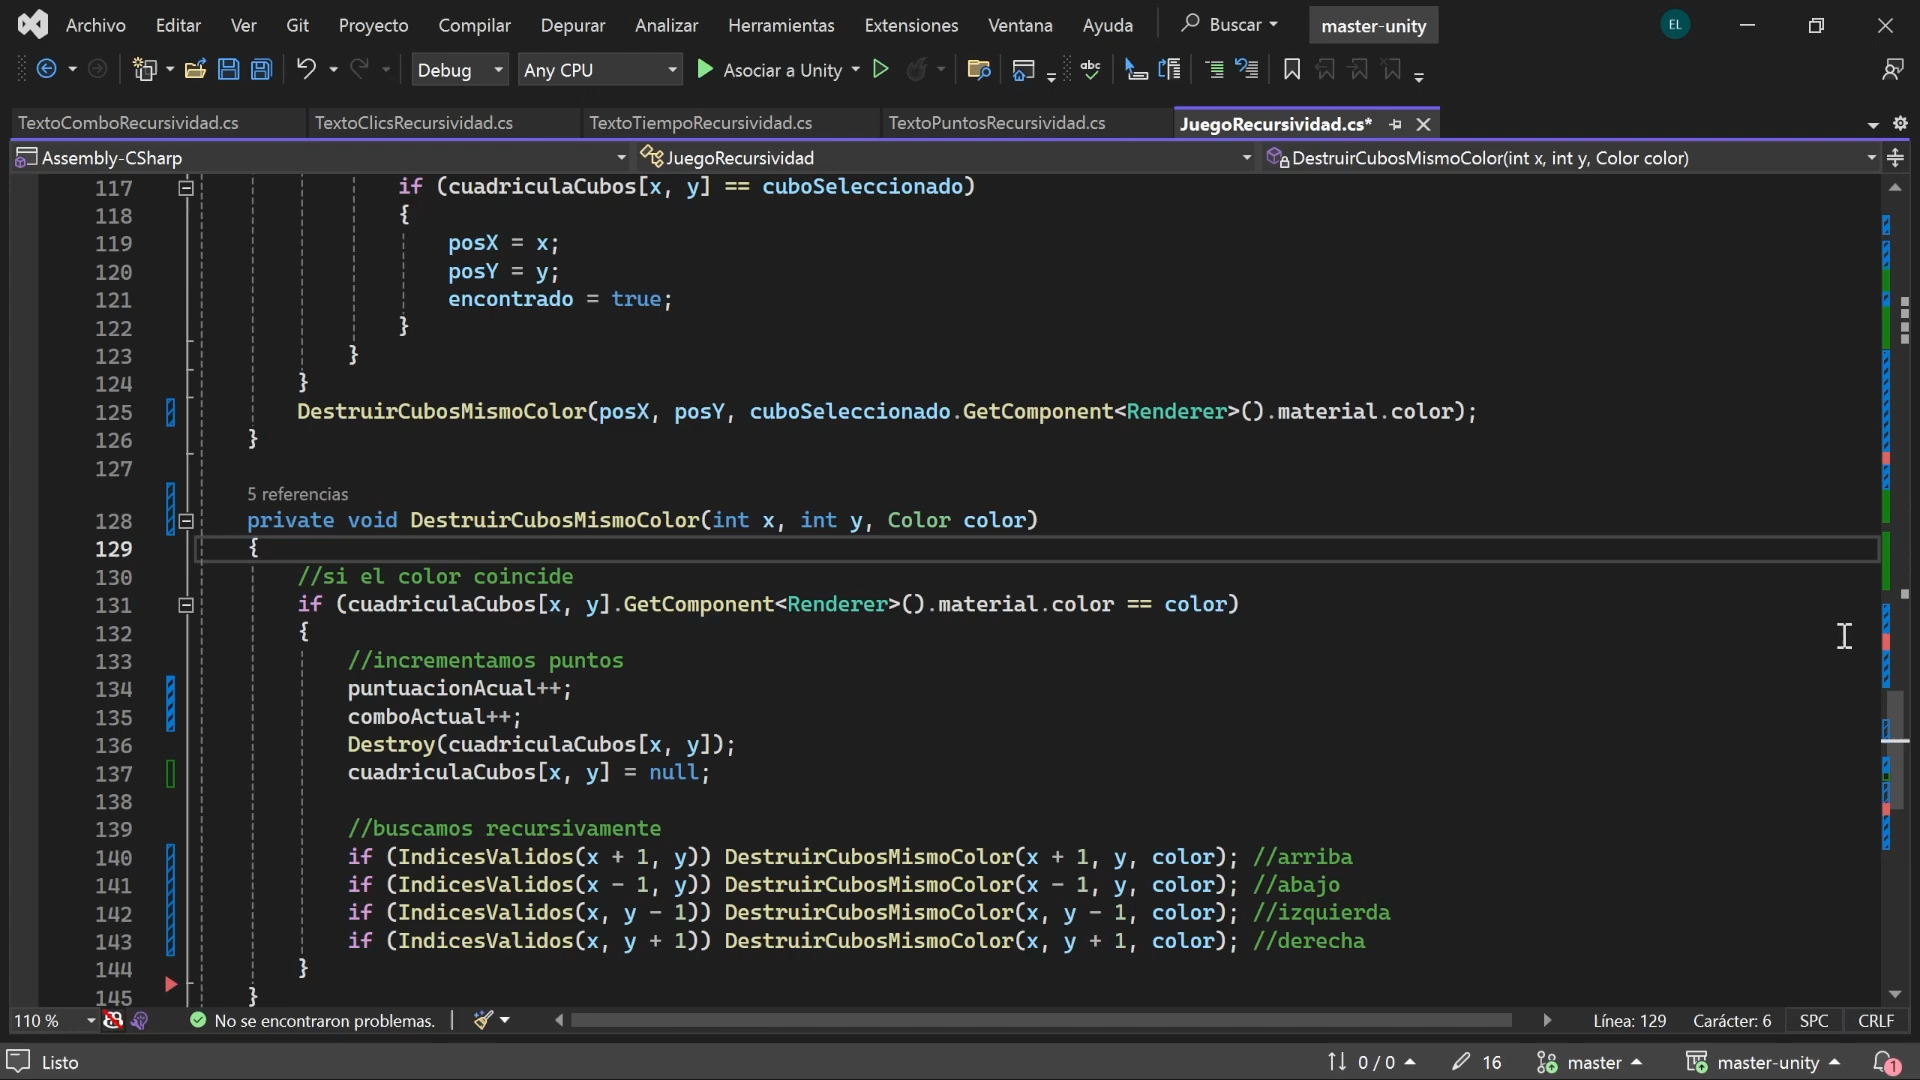 Archivo Editar Ver Git Proyecto Compilar Depurar Analizar Herramientas Extensiones Ventana Ayuda Buscar master-unity EL
Debug Any CPU Asociar a Unity abc
TextoComboRecursividad.cs TextoClicsRecursividad.cs TextoTiempoRecursividad.cs TextoPuntosRecursividad.cs JuegoRecursividad.cs*
Assembly-CSharp JuegoRecursividad DestruirCubosMismoColor(int x, int y, Color color)
117 if (cuadriculaCubos[x, y] == cuboSeleccionado)
118 {
119 posX = x;
120 posY = y;
121 encontrado = true;
122 }
123 }
124 }
125 DestruirCubosMismoColor(posX, posY, cuboSeleccionado.GetComponent<Renderer>().material.color);
126 }
127
5 referencias
128 private void DestruirCubosMismoColor(int x, int y, Color color)
129 {
130 //si el color coincide
131 if (cuadriculaCubos[x, y].GetComponent<Renderer>().material.color == color)
132 {
133 //incrementamos puntos
134 puntuacionAcual++;
135 comboActual++;
136 Destroy(cuadriculaCubos[x, y]);
137 cuadriculaCubos[x, y] = null;
138
139 //buscamos recursivamente
140 if (IndicesValidos(x + 1, y)) DestruirCubosMismoColor(x + 1, y, color); //arriba
141 if (IndicesValidos(x - 1, y)) DestruirCubosMismoColor(x - 1, y, color); //abajo
142 if (IndicesValidos(x, y - 1)) DestruirCubosMismoColor(x, y - 1, color); //izquierda
143 if (IndicesValidos(x, y + 1)) DestruirCubosMismoColor(x, y + 1, color); //derecha
144 }
145 }
110 % No se encontraron problemas. Línea: 129 Carácter: 6 SPC CRLF
Listo 0 / 0 16 master master-unity 1